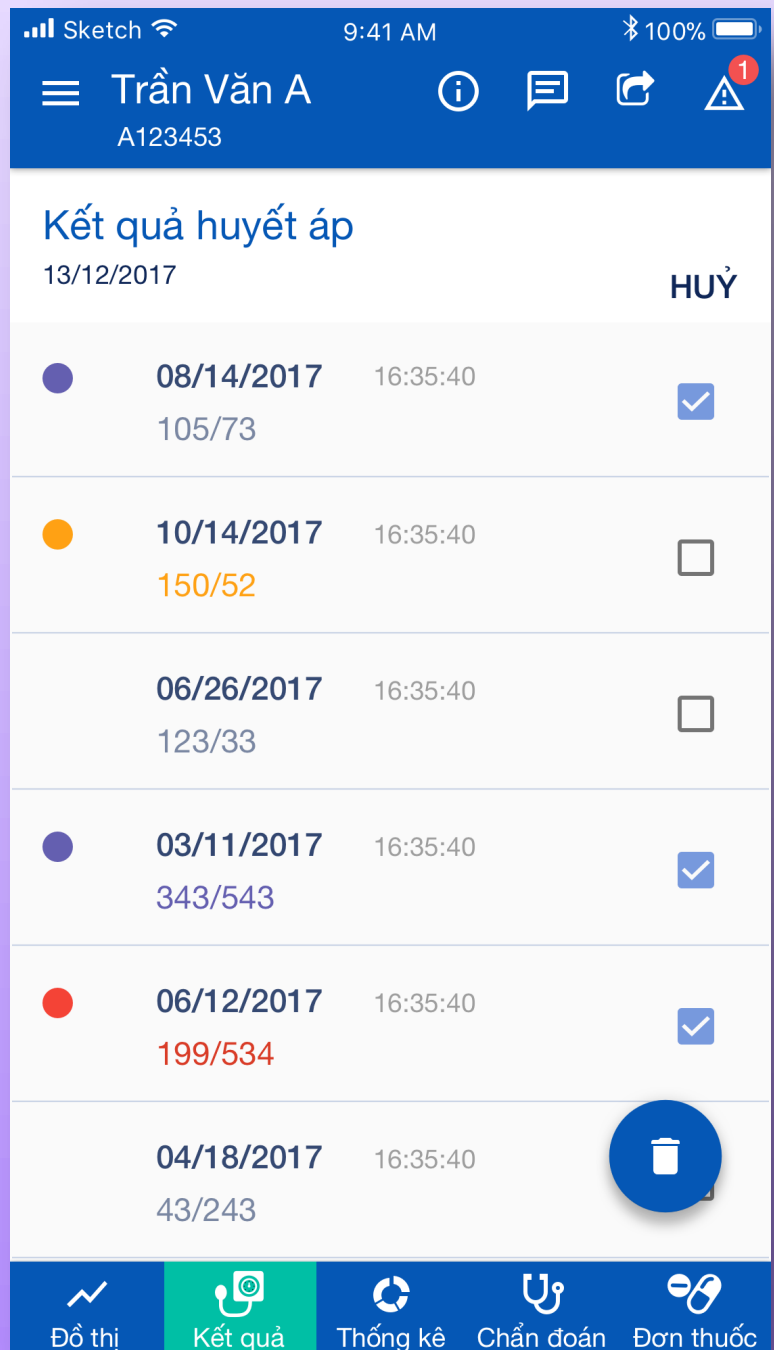 Sketch 9:41 AM 100%
Trần Văn A 1
A123453
Kết quả huyết áp
13/12/2017
HUỶ
08/14/2017 16:35:40
105/73
10/14/2017 16:35:40
150/52
06/26/2017 16:35:40
123/33
03/11/2017 16:35:40
343/543
06/12/2017 16:35:40
199/534
04/18/2017 16:35:40
43/243
Đồ thị Kết quả Thống kê Chẩn đoán Đơn thuốc